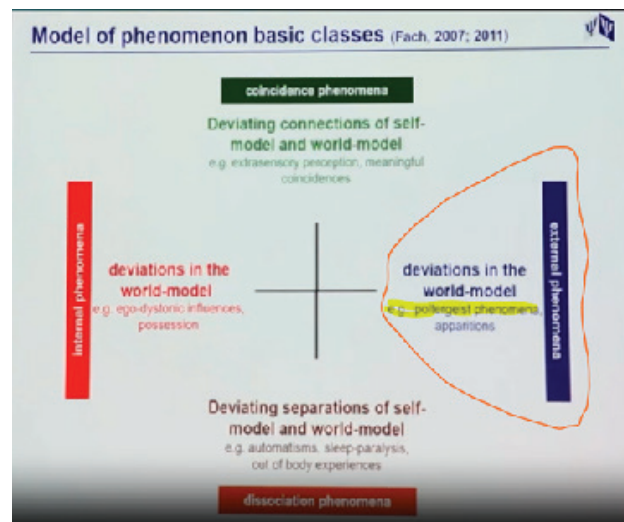 Model of phenomenon basic classes (Fach, 2007; 2011)
coincidence phenomena
Deviating connections of self-
model and world-model
e.g. extrasensory perception, meaningful
coincidences
internal phenomena
deviations in the
world-model
e.g. ego-dystonic influences,
possession
deviations in the
world-model
e.g. poltergeist phenomena,
apparitions
external phenomena
Deviating separations of self-
model and world-model
e.g. automatisms, sleep-paralysis,
out of body experiences
dissociation phenomena